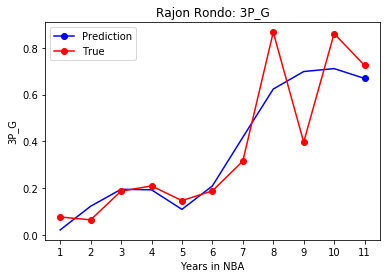 Rajon Rondo: 3P_G
Prediction
True
3P_G
0.8
0.6
0.4
0.2
0.0
1 2 3 4 5 6 7 8 9 10 11
Years in NBA